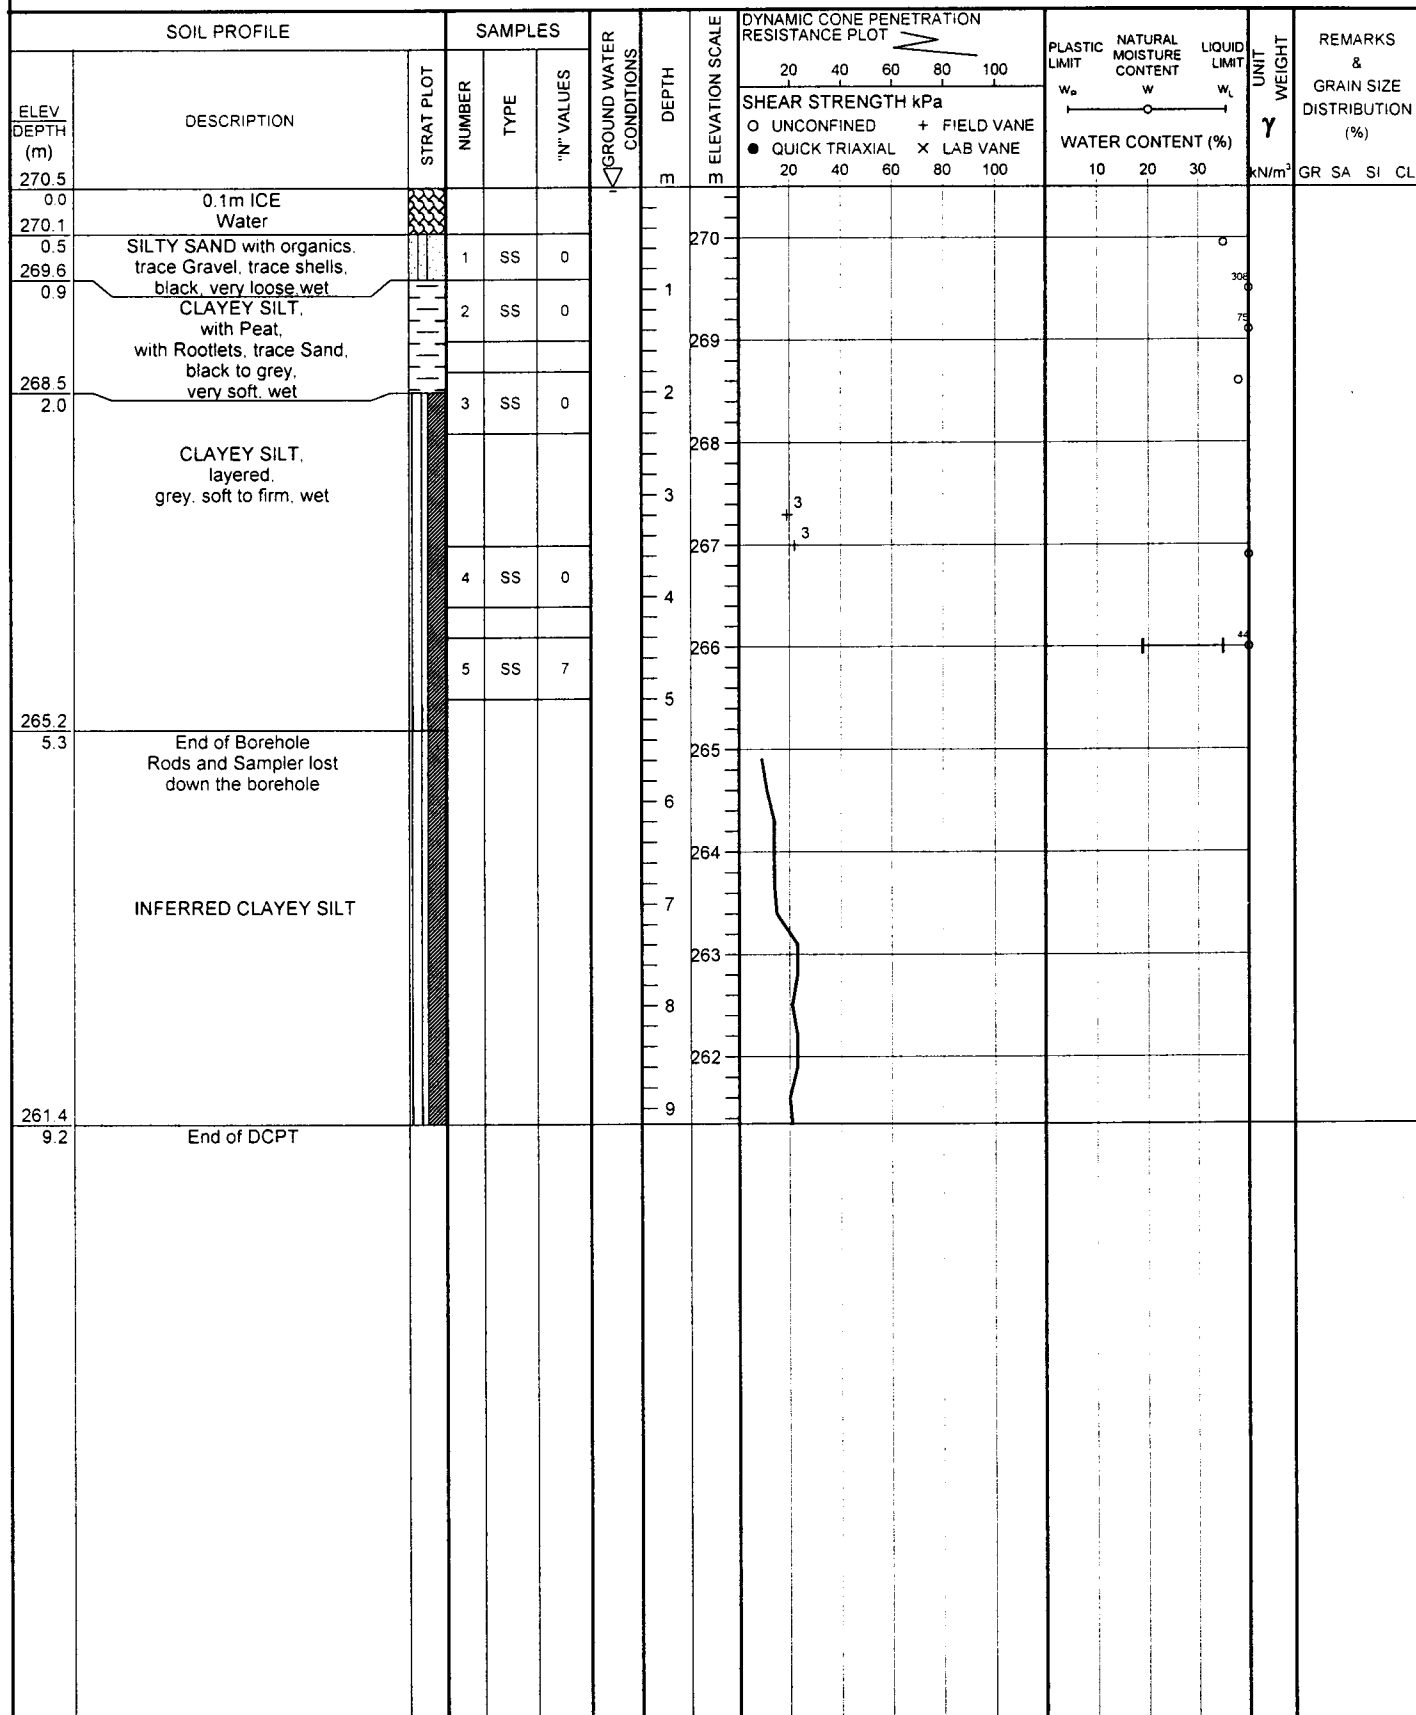 SOIL PROFILE
SAMPLES
GROUND WATER
CONDITIONS
DEPTH
ELEVATION SCALE
DYNAMIC CONE PENETRATION
RESISTANCE PLOT
20 40 60 80 100
SHEAR STRENGTH kPa
O UNCONFINED + FIELD VANE
● QUICK TRIAXIAL × LAB VANE
20 40 60 80 100
PLASTIC LIMIT
NATURAL MOISTURE CONTENT
LIQUID LIMIT
WP W WL
WATER CONTENT (%)
10 20 30
UNIT WEIGHT
γ
kN/m³
REMARKS
&
GRAIN SIZE
DISTRIBUTION
(%)
GR SA SI CL
ELEV
DEPTH
(m)
DESCRIPTION
STRAT PLOT
NUMBER
TYPE
"N" VALUES
m
m
270.5
0.0
0.1m ICE
Water
270.1
0.5
SILTY SAND with organics.
trace Gravel, trace shells,
black, very loose,wet
269.6
0.9
CLAYEY SILT,
with Peat,
with Rootlets, trace Sand,
black to grey,
very soft. wet
268.5
2.0
CLAYEY SILT,
layered.
grey. soft to firm, wet
265.2
5.3
End of Borehole
Rods and Sampler lost
down the borehole
INFERRED CLAYEY SILT
261.4
9.2
End of DCPT
1 SS 0
2 SS 0
3 SS 0
4 SS 0
5 SS 7
1
2
3
4
5
6
7
8
9
270
269
268
267
266
265
264
263
262
3
3
308
75
44